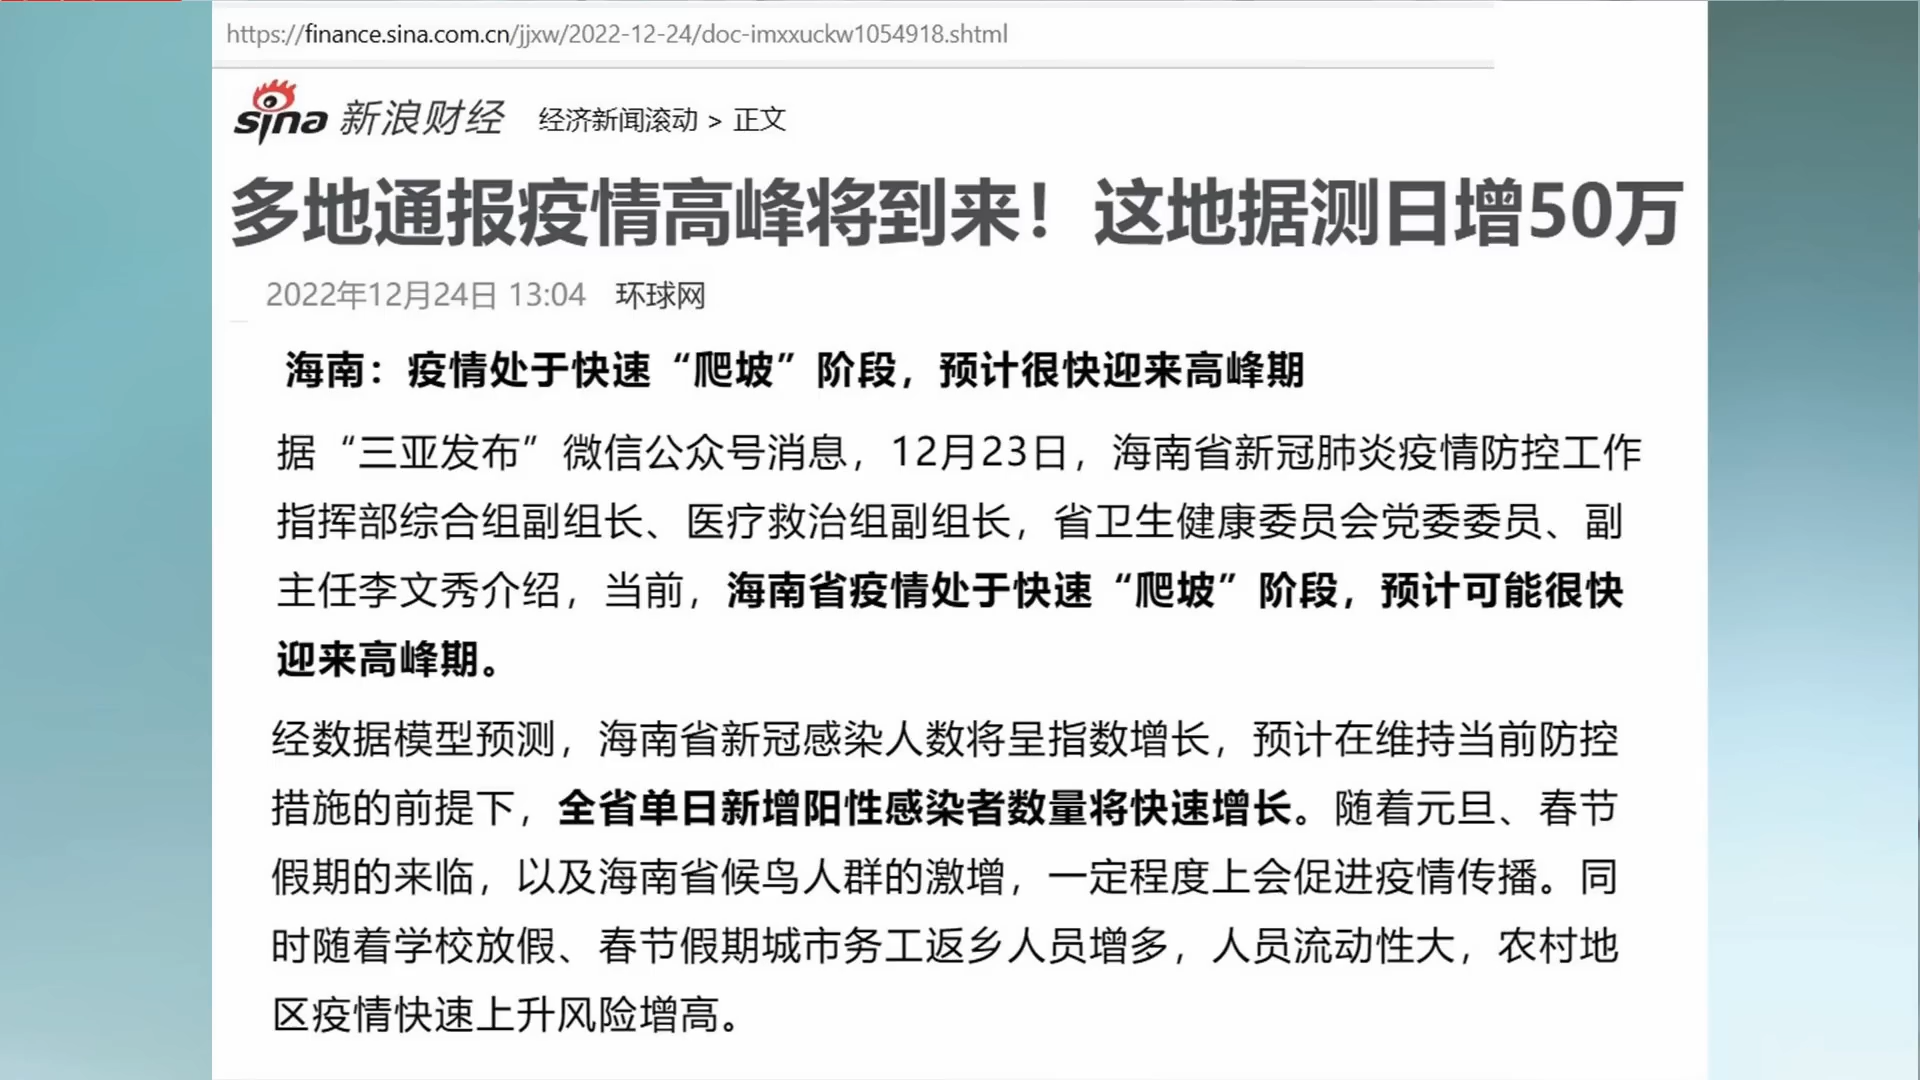 https://finance.sina.com.cn/jjxw/2022-12-24/doc-imxxuckw1054918.shtml
sina 新浪财经 经济新闻滚动 > 正文
多地通报疫情高峰将到来！这地据测日增50万
2022年12月24日 13:04 环球网
海南：疫情处于快速“爬坡”阶段，预计很快迎来高峰期
据“三亚发布”微信公众号消息，12月23日，海南省新冠肺炎疫情防控工作
指挥部综合组副组长、医疗救治组副组长，省卫生健康委员会党委委员、副
主任李文秀介绍，当前，海南省疫情处于快速“爬坡”阶段，预计可能很快
迎来高峰期。
经数据模型预测，海南省新冠感染人数将呈指数增长，预计在维持当前防控
措施的前提下，全省单日新增阳性感染者数量将快速增长。随着元旦、春节
假期的来临，以及海南省候鸟人群的激增，一定程度上会促进疫情传播。同
时随着学校放假、春节假期城市务工返乡人员增多，人员流动性大，农村地
区疫情快速上升风险增高。